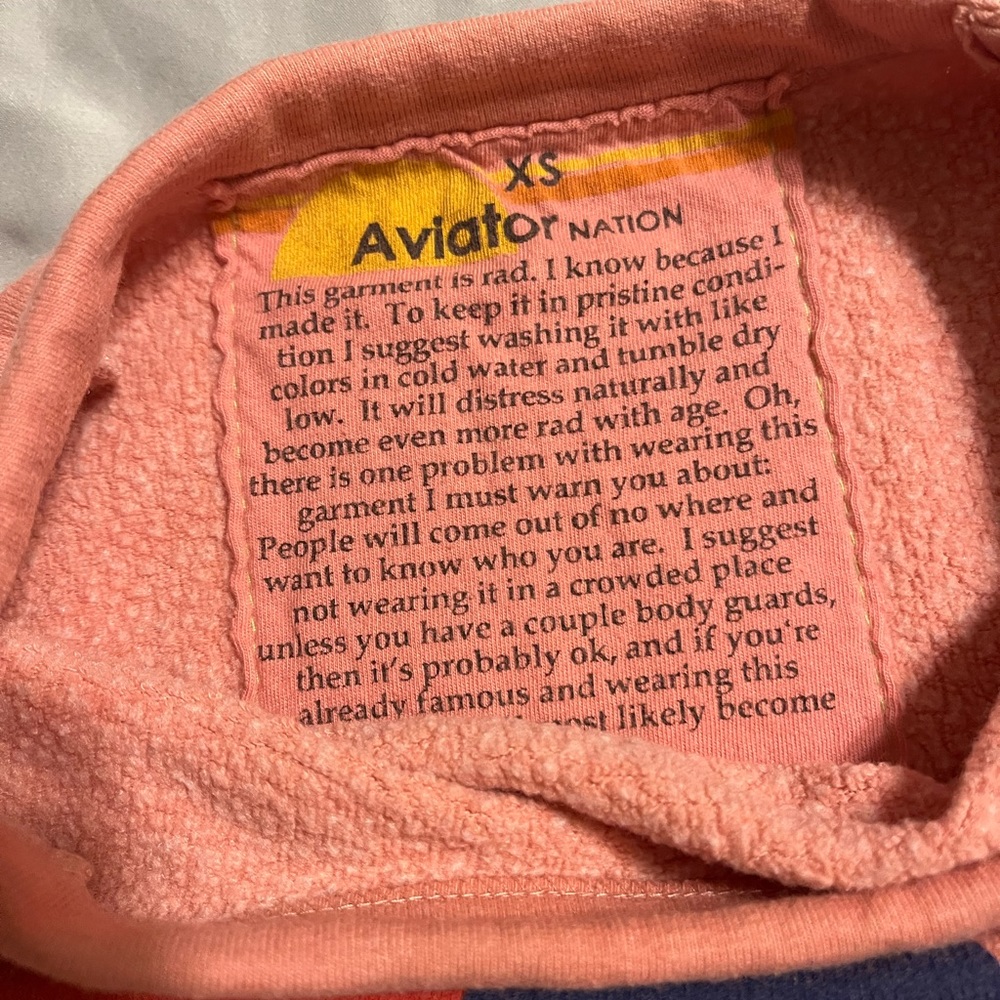 XS
Aviator NATION
This garment is rad. I know because I
made it. To keep it in pristine condi-
tion I suggest washing it with like
colors in cold water and tumble dry
low. It will distress naturally and
become even more rad with age. Oh,
there is one problem with wearing this
garment I must warn you about:
People will come out of no where and
want to know who you are. I suggest
not wearing it in a crowded place
unless you have a couple body guards,
then it's probably ok, and if you're
already famous and wearing this
likely become